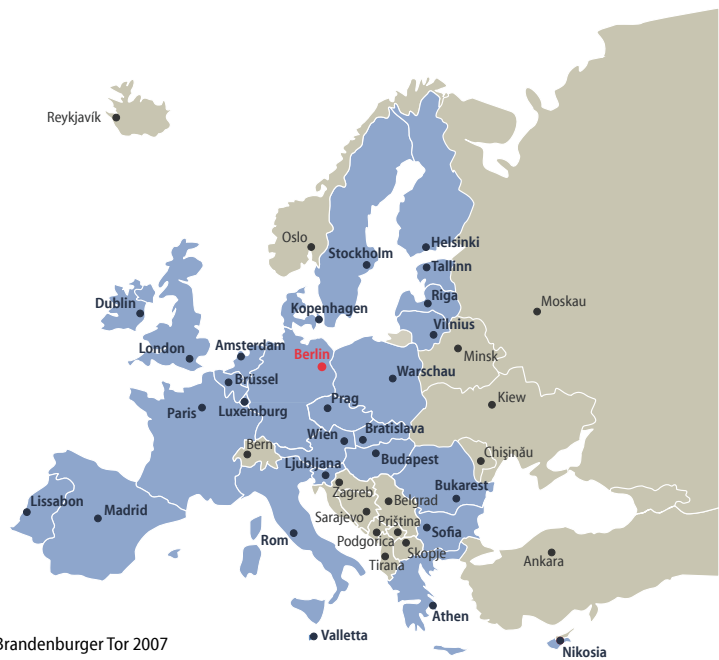 Reykjavík
Oslo
Helsinki
Stockholm
Tallinn
Riga
Moskau
Dublin
Kopenhagen
Vilnius
London
Amsterdam
Berlin
Minsk
Brüssel
Warschau
Paris
Luxemburg
Prag
Kiew
Wien
Bratislava
Bern
Budapest
Chişinău
Ljubljana
Zagreb
Belgrad
Bukarest
Lissabon
Madrid
Sarajevo
Priština
Sofia
Rom
Podgorica
Skopje
Tirana
Ankara
Athen
Valletta
Brandenburger Tor 2007
Nikosia